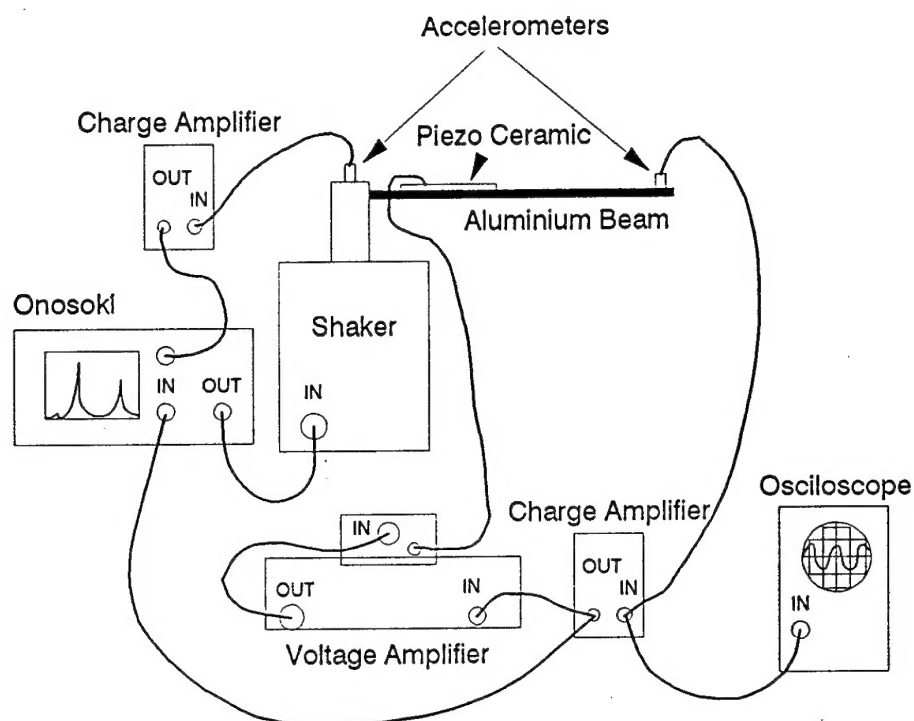 Accelerometers
Charge Amplifier
Piezo Ceramic
OUT
IN
Aluminium Beam
Onosoki
Shaker
IN
OUT
IN
Osciloscope
Charge Amplifier
IN
OUT
IN
OUT
IN
IN
Voltage Amplifier